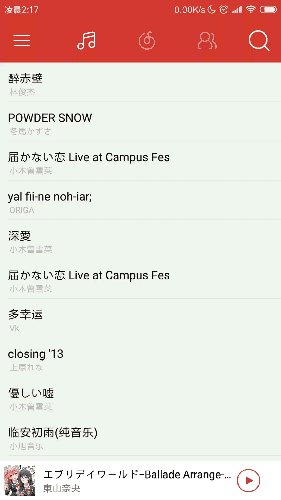 凌晨2:17
0.00K/s
醉赤壁
林俊杰
POWDER SNOW
冬馬かずさ
届かない恋 Live at Campus Fes
小木曽雪菜
yal fii-ne noh-iar;
ORIGA
深愛
小木曽雪菜
届かない恋 Live at Campus Fes
小木曽雪菜
多幸运
Vk
closing '13
上原れな
優しい嘘
小木曽雪菜
临安初雨(纯音乐)
小旭音乐
エブリデイワールド-Ballade Arrange-...
東山奈央